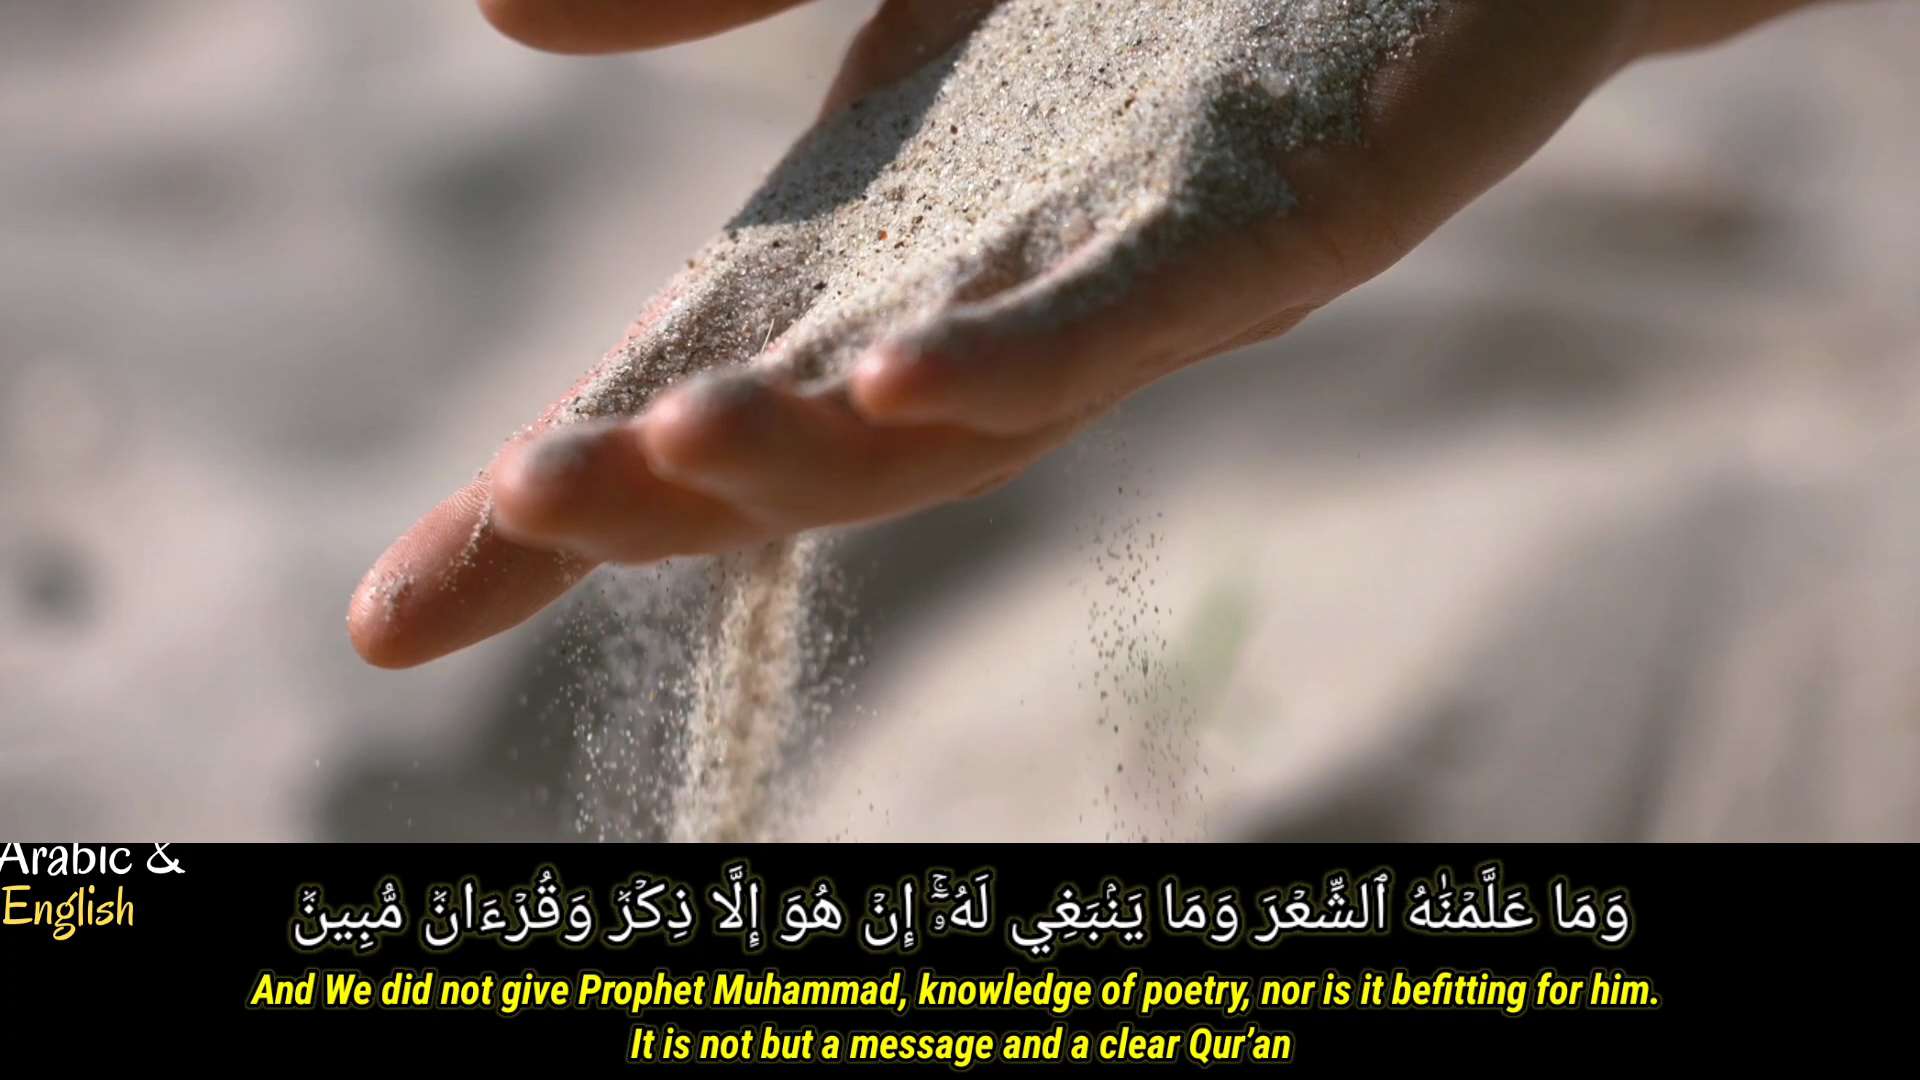 Arabic &
English
وَمَا عَلَّمۡنَٰهُ ٱلشِّعۡرَ وَمَا يَنۢبَغِي لَهُۥٓۚ إِنۡ هُوَ إِلَّا ذِكۡرٞ وَقُرۡءَانٞ مُّبِينٞ
And We did not give Prophet Muhammad, knowledge of poetry, nor is it befitting for him.
It is not but a message and a clear Qur’an